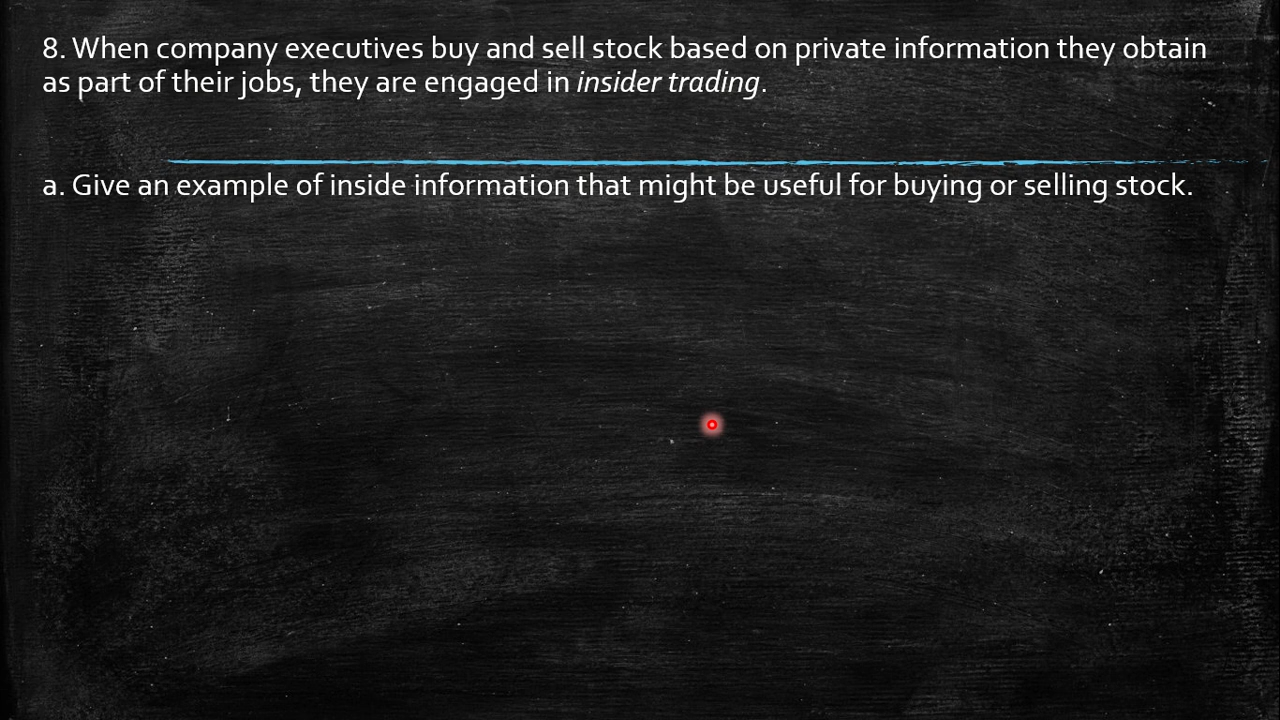 8. When company executives buy and sell stock based on private information they obtain
as part of their jobs, they are engaged in insider trading.
a. Give an example of inside information that might be useful for buying or selling stock.